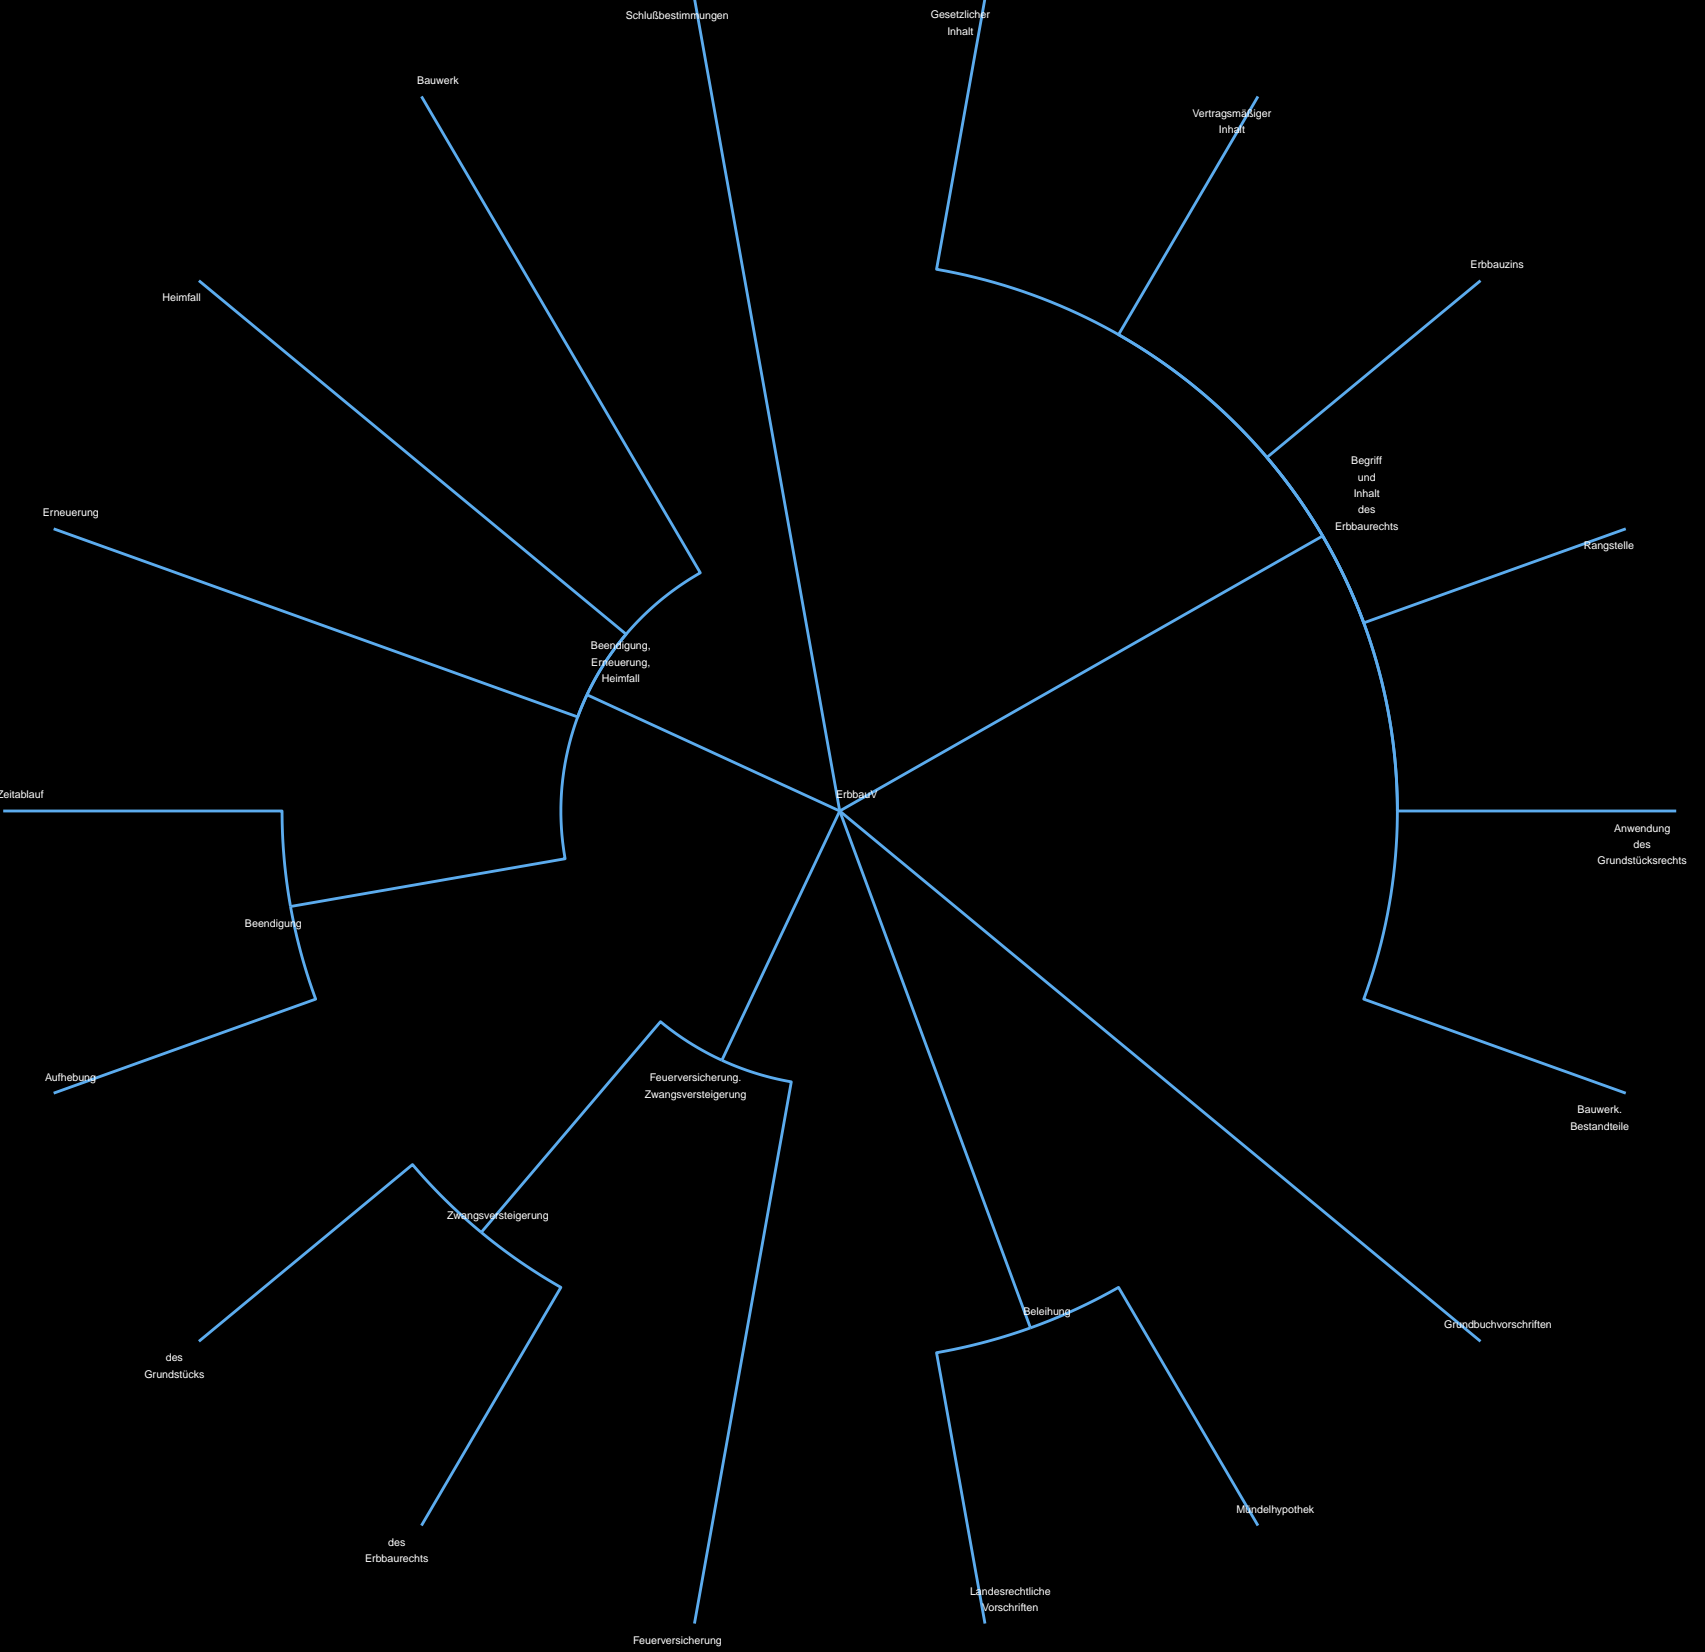 Schlußbestimmungen
Gesetzlicher
Inhalt
Bauwerk
Vertragsmäßiger
Inhalt
Erbbauzins
Heimfall
Begriff
und
Inhalt
des
Erbbaurechts
Erneuerung
Rangstelle
Beendigung,
Erneuerung,
Heimfall
Zeitablauf
ErbbauV
Anwendung
des
Grundstücksrechts
Beendigung
Aufhebung
Feuerversicherung.
Zwangsversteigerung
Bauwerk.
Bestandteile
Zwangsversteigerung
Beleihung
Grundbuchvorschriften
des
Grundstücks
Mündelhypothek
des
Erbbaurechts
Landesrechtliche
Vorschriften
Feuerversicherung